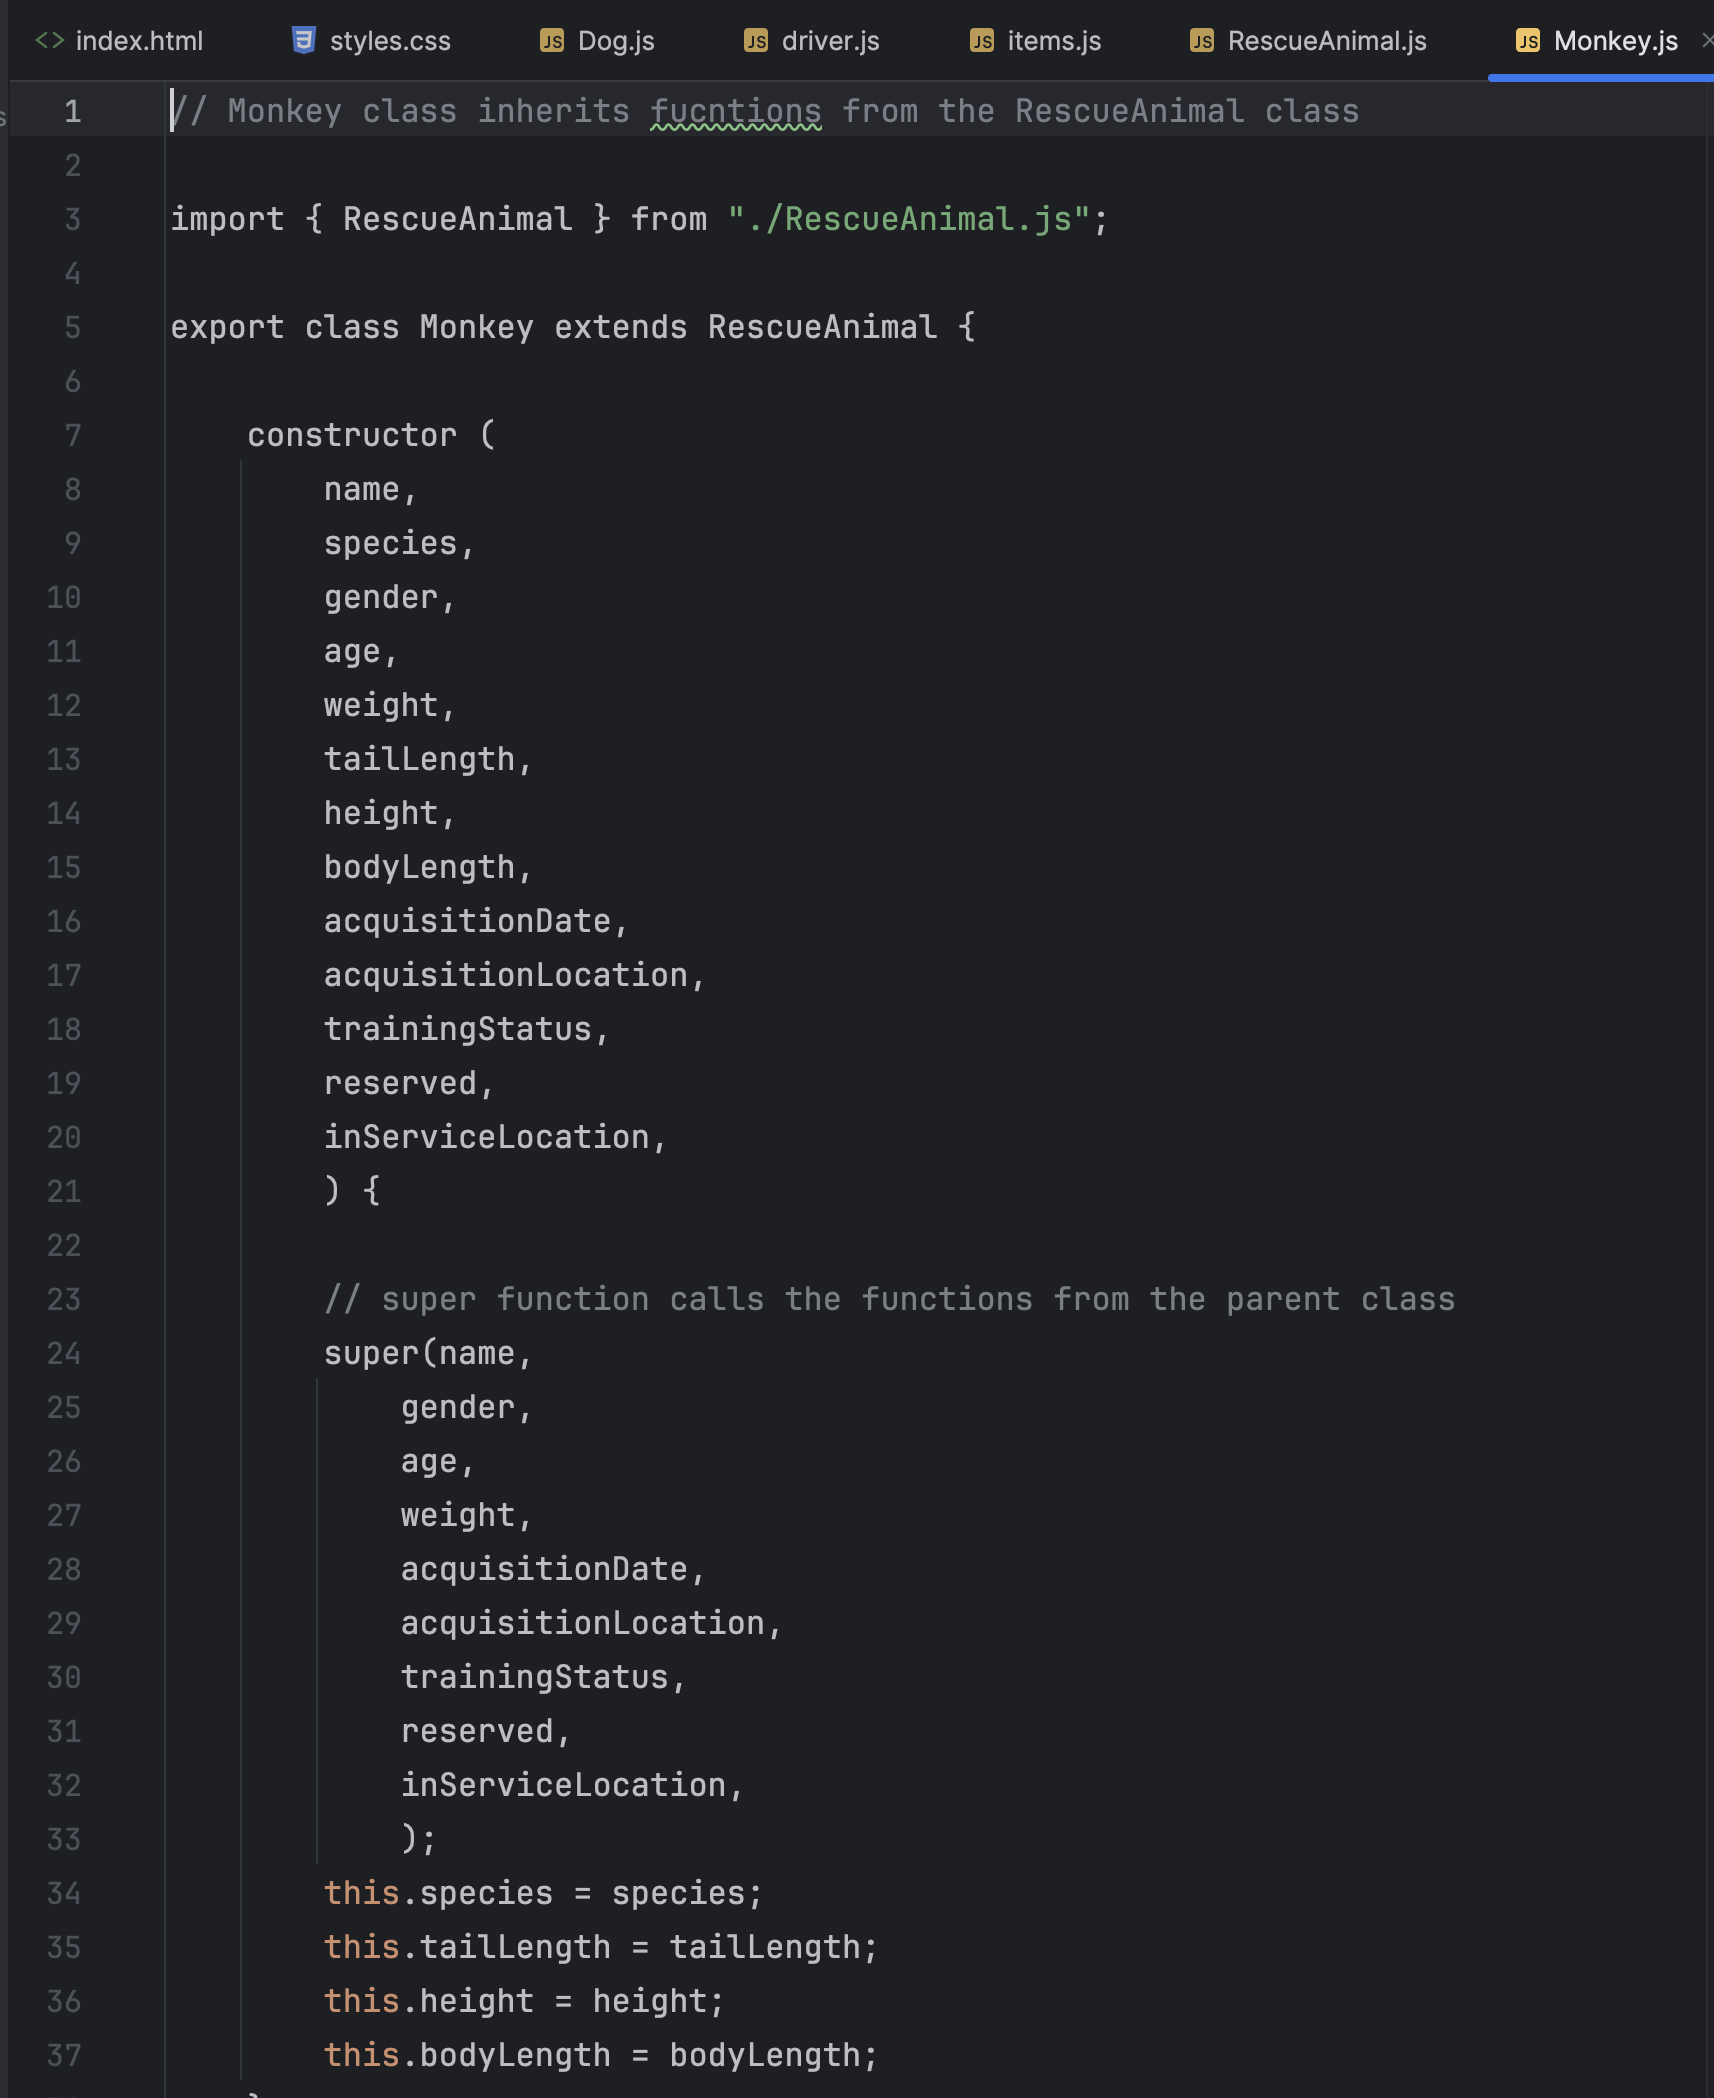 index.html styles.css JS Dog.js JS driver.js JS items.js JS RescueAnimal.js JS Monkey.js
1 // Monkey class inherits fucntions from the RescueAnimal class
2
3 import { RescueAnimal } from "./RescueAnimal.js";
4
5 export class Monkey extends RescueAnimal {
6
7 constructor (
8 name,
9 species,
10 gender,
11 age,
12 weight,
13 tailLength,
14 height,
15 bodyLength,
16 acquisitionDate,
17 acquisitionLocation,
18 trainingStatus,
19 reserved,
20 inServiceLocation,
21 ) {
22
23 // super function calls the functions from the parent class
24 super(name,
25 gender,
26 age,
27 weight,
28 acquisitionDate,
29 acquisitionLocation,
30 trainingStatus,
31 reserved,
32 inServiceLocation,
33 );
34 this.species = species;
35 this.tailLength = tailLength;
36 this.height = height;
37 this.bodyLength = bodyLength;